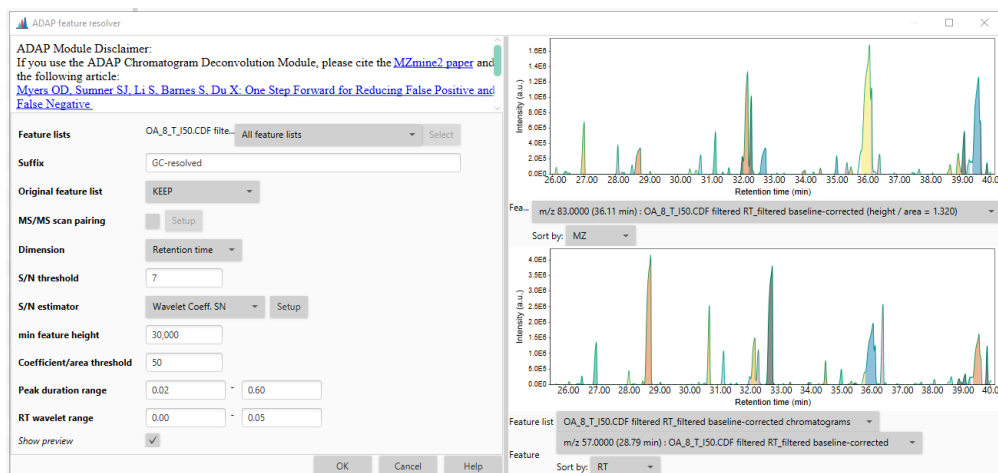 ADAP feature resolver
ADAP Module Disclaimer:
If you use the ADAP Chromatogram Deconvolution Module, please cite the MZmine2 paper and
the following article:
Myers OD, Sumner SJ, Li S, Barnes S, Du X: One Step Forward for Reducing False Positive and
False Negative
Feature lists OA_8_T_I50.CDF filte... All feature lists Select
Suffix GC-resolved
Original feature list KEEP
MS/MS scan pairing Setup
Dimension Retention time
S/N threshold 7
S/N estimator Wavelet Coeff. SN Setup
min feature height 30,000
Coefficient/area threshold 50
Peak duration range 0.02 - 0.60
RT wavelet range 0.00 - 0.05
Show preview
OK Cancel Help
Intensity (a.u.)
1.6E6
1.4E6
1.2E6
1.0E6
8.0E5
6.0E5
4.0E5
2.0E5
0.0E0
26.00 27.00 28.00 29.00 30.00 31.00 32.00 33.00 34.00 35.00 36.00 37.00 38.00 39.00 40.0
Retention time (min)
Fea... m/z 83.0000 (36.11 min) : OA_8_T_I50.CDF filtered RT_filtered baseline-corrected (height / area = 1.320)
Sort by: MZ
Intensity (a.u.)
4.0E6
3.5E6
3.0E6
2.5E6
2.0E6
1.5E6
1.0E6
5.0E5
0.0E0
26.00 27.00 28.00 29.00 30.00 31.00 32.00 33.00 34.00 35.00 36.00 37.00 38.00 39.00 40.0
Retention time (min)
Feature list OA_8_T_I50.CDF filtered RT_filtered baseline-corrected chromatograms
Feature m/z 57.0000 (28.79 min) : OA_8_T_I50.CDF filtered RT_filtered baseline-corrected
Sort by: RT